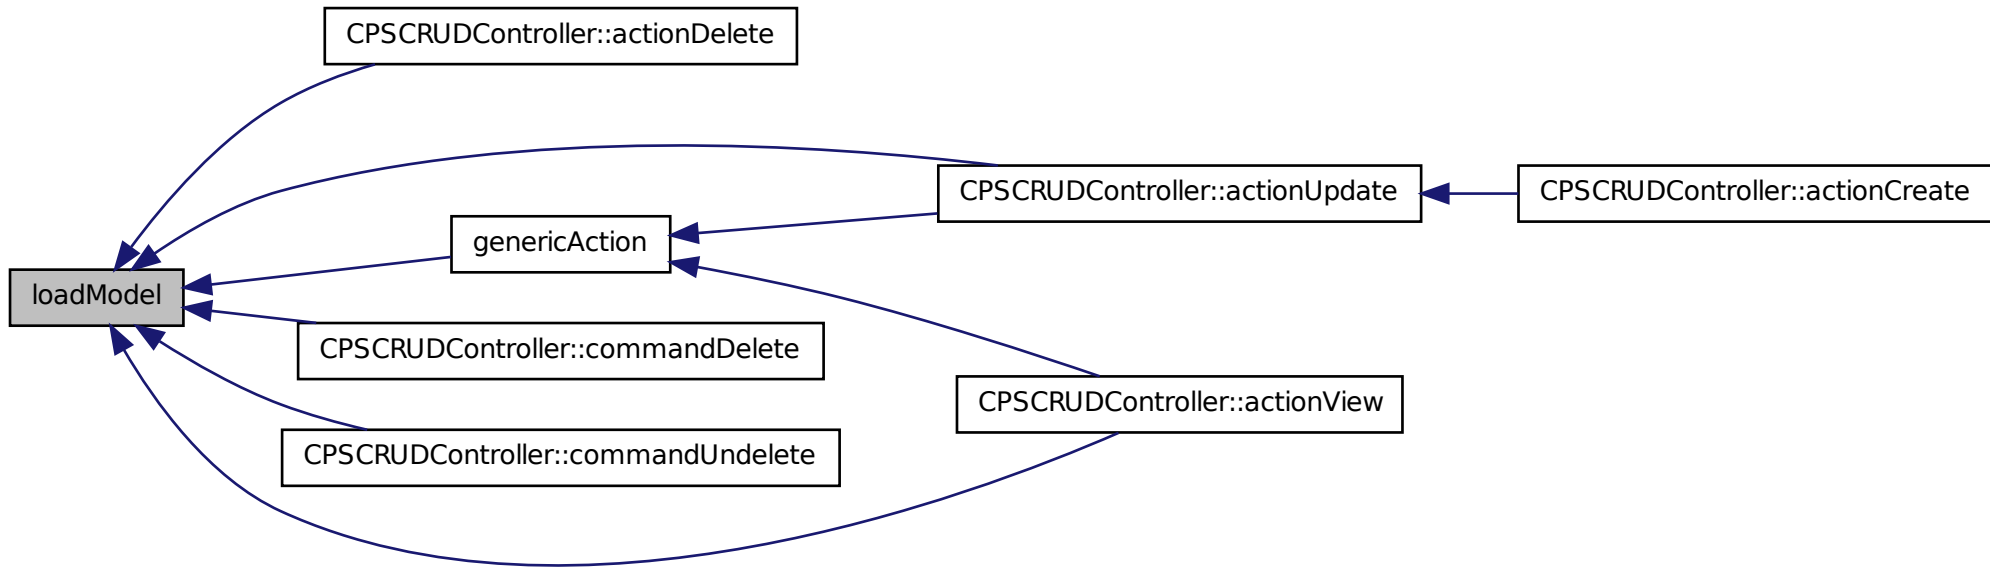 CPSCRUDController::actionDelete
CPSCRUDController::actionUpdate
CPSCRUDController::actionCreate
genericAction
loadModel
CPSCRUDController::commandDelete
CPSCRUDController::actionView
CPSCRUDController::commandUndelete